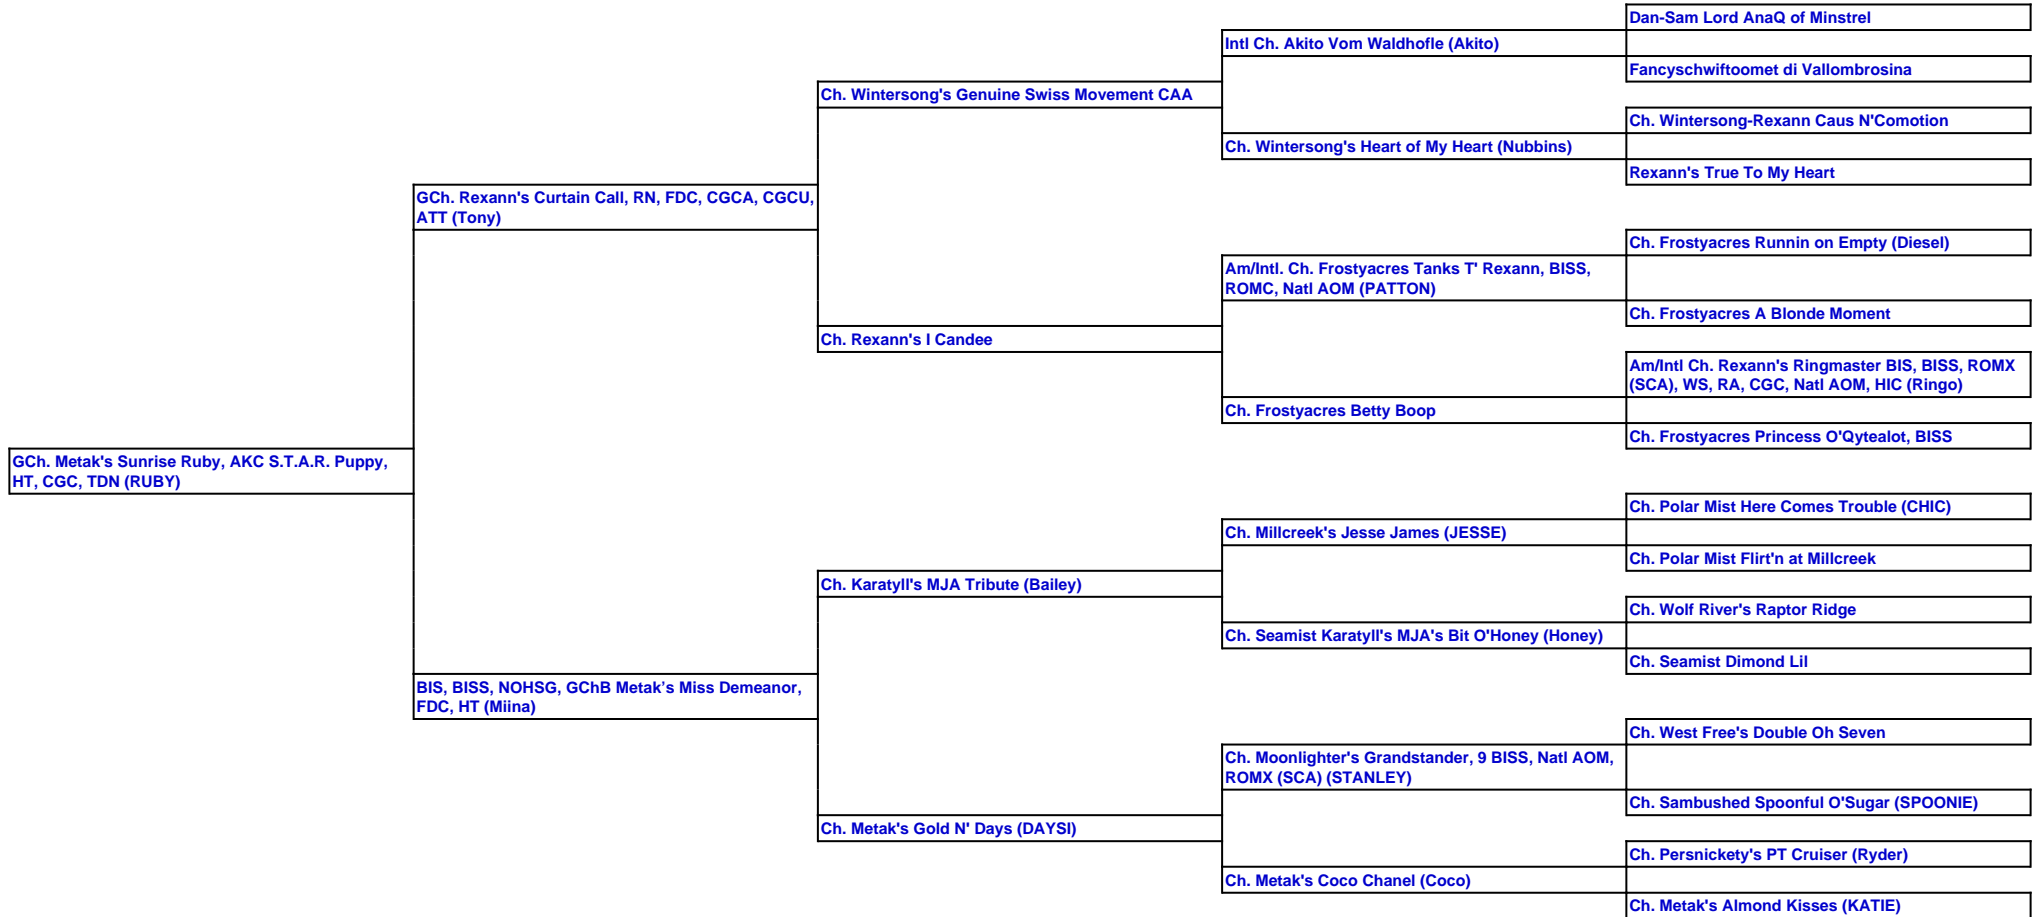 Dan-Sam Lord AnaQ of Minstrel
Intl Ch. Akito Vom Waldhofle (Akito)
Fancyschwiftoomet di Vallombrosina
Ch. Wintersong's Genuine Swiss Movement CAA
Ch. Wintersong-Rexann Caus N'Comotion
Ch. Wintersong's Heart of My Heart (Nubbins)
Rexann's True To My Heart
GCh. Rexann's Curtain Call, RN, FDC, CGCA, CGCU,
ATT (Tony)
Ch. Frostyacres Runnin on Empty (Diesel)
Am/Intl. Ch. Frostyacres Tanks T' Rexann, BISS,
ROMC, Natl AOM (PATTON)
Ch. Frostyacres A Blonde Moment
Ch. Rexann's I Candee
Am/Intl Ch. Rexann's Ringmaster BIS, BISS, ROMX
(SCA), WS, RA, CGC, Natl AOM, HIC (Ringo)
Ch. Frostyacres Betty Boop
Ch. Frostyacres Princess O'Qytealot, BISS
GCh. Metak's Sunrise Ruby, AKC S.T.A.R. Puppy,
HT, CGC, TDN (RUBY)
Ch. Polar Mist Here Comes Trouble (CHIC)
Ch. Millcreek's Jesse James (JESSE)
Ch. Polar Mist Flirt'n at Millcreek
Ch. Karatyll's MJA Tribute (Bailey)
Ch. Wolf River's Raptor Ridge
Ch. Seamist Karatyll's MJA's Bit O'Honey (Honey)
Ch. Seamist Dimond Lil
BIS, BISS, NOHSG, GChB Metak’s Miss Demeanor,
FDC, HT (Miina)
Ch. West Free's Double Oh Seven
Ch. Moonlighter's Grandstander, 9 BISS, Natl AOM,
ROMX (SCA) (STANLEY)
Ch. Sambushed Spoonful O'Sugar (SPOONIE)
Ch. Metak's Gold N' Days (DAYSI)
Ch. Persnickety's PT Cruiser (Ryder)
Ch. Metak's Coco Chanel (Coco)
Ch. Metak's Almond Kisses (KATIE)